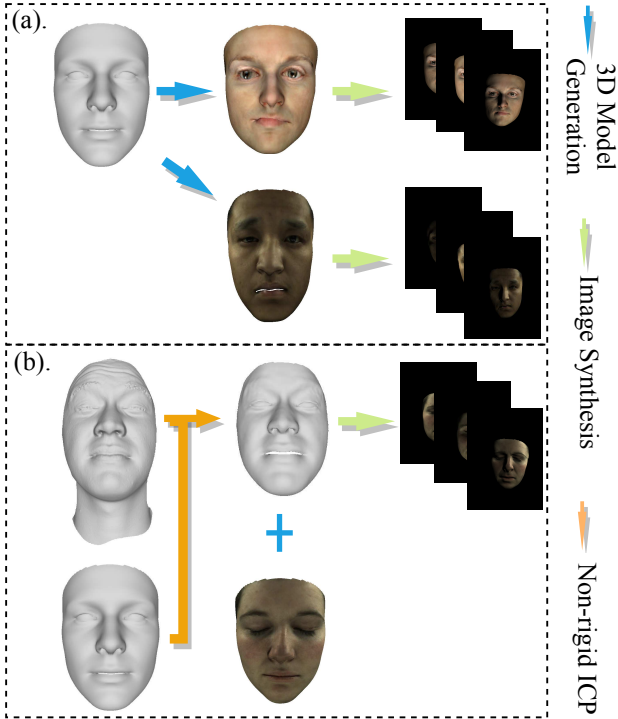 (a).
(b).
3D Model
Generation
Image Synthesis
Non-rigid ICP